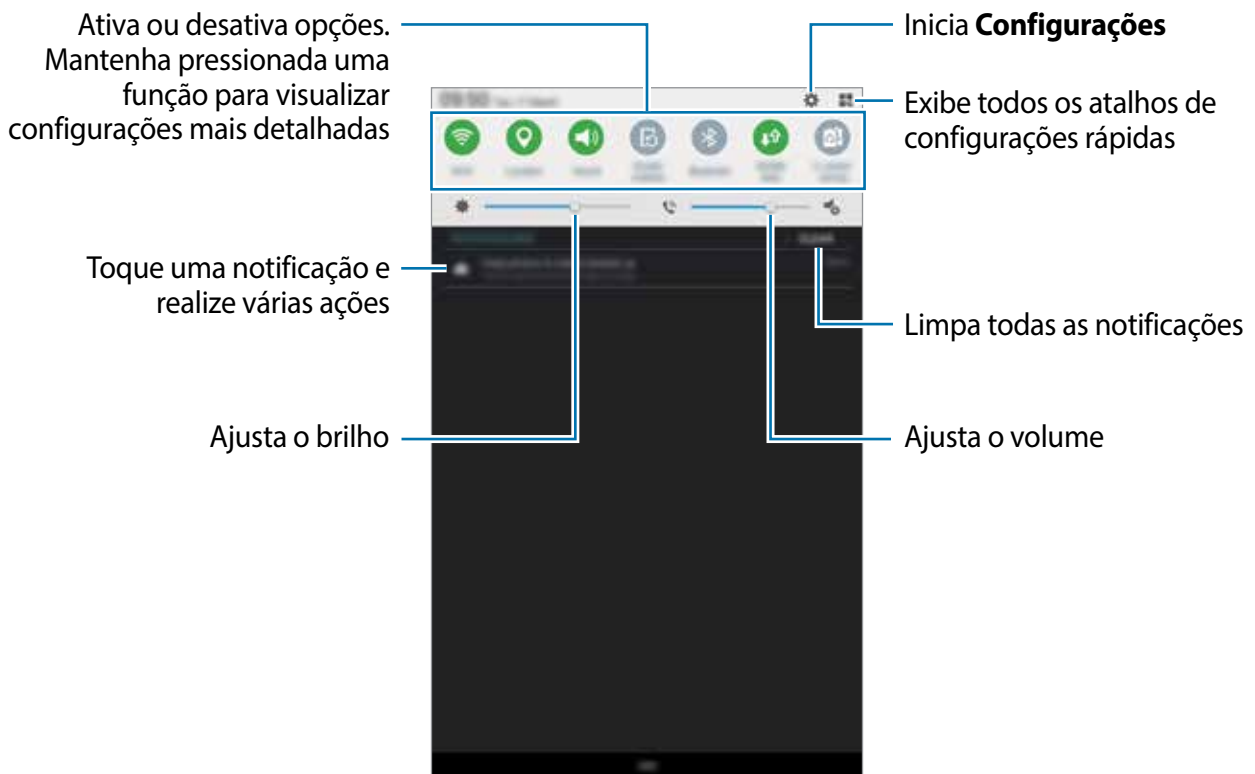 Ativa ou desativa opções.
Mantenha pressionada uma
função para visualizar
configurações mais detalhadas
Inicia Configurações
Exibe todos os atalhos de
configurações rápidas
Toque uma notificação e
realize várias ações
Limpa todas as notificações
Ajusta o brilho
Ajusta o volume